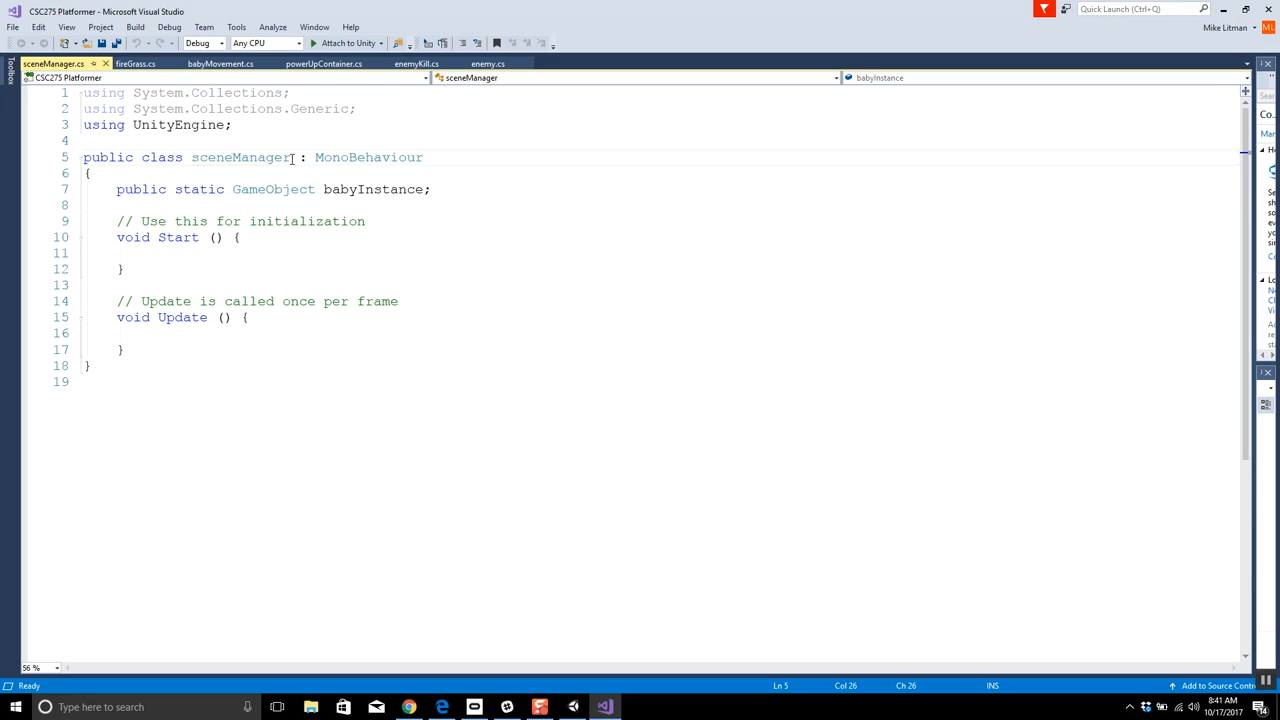 CSC275 Platformer - Microsoft Visual Studio
Quick Launch (Ctrl+Q)
File Edit View Project Build Debug Team Tools Analyze Window Help
Mike Litman ML
Debug Any CPU Attach to Unity
Toolbox
sceneManager.cs fireGrass.cs babyMovement.cs powerUpContainer.cs enemyKill.cs enemy.cs
CSC275 Platformer sceneManager babyInstance
1 using System.Collections;
2 using System.Collections.Generic;
3 using UnityEngine;
4
5 public class sceneManager : MonoBehaviour
6 {
7 public static GameObject babyInstance;
8
9 // Use this for initialization
10 void Start () {
11
12 }
13
14 // Update is called once per frame
15 void Update () {
16
17 }
18 }
19
56 %
Ready Ln 5 Col 26 Ch 26 INS Add to Source Contr
Type here to search
8:41 AM
10/17/2017
14